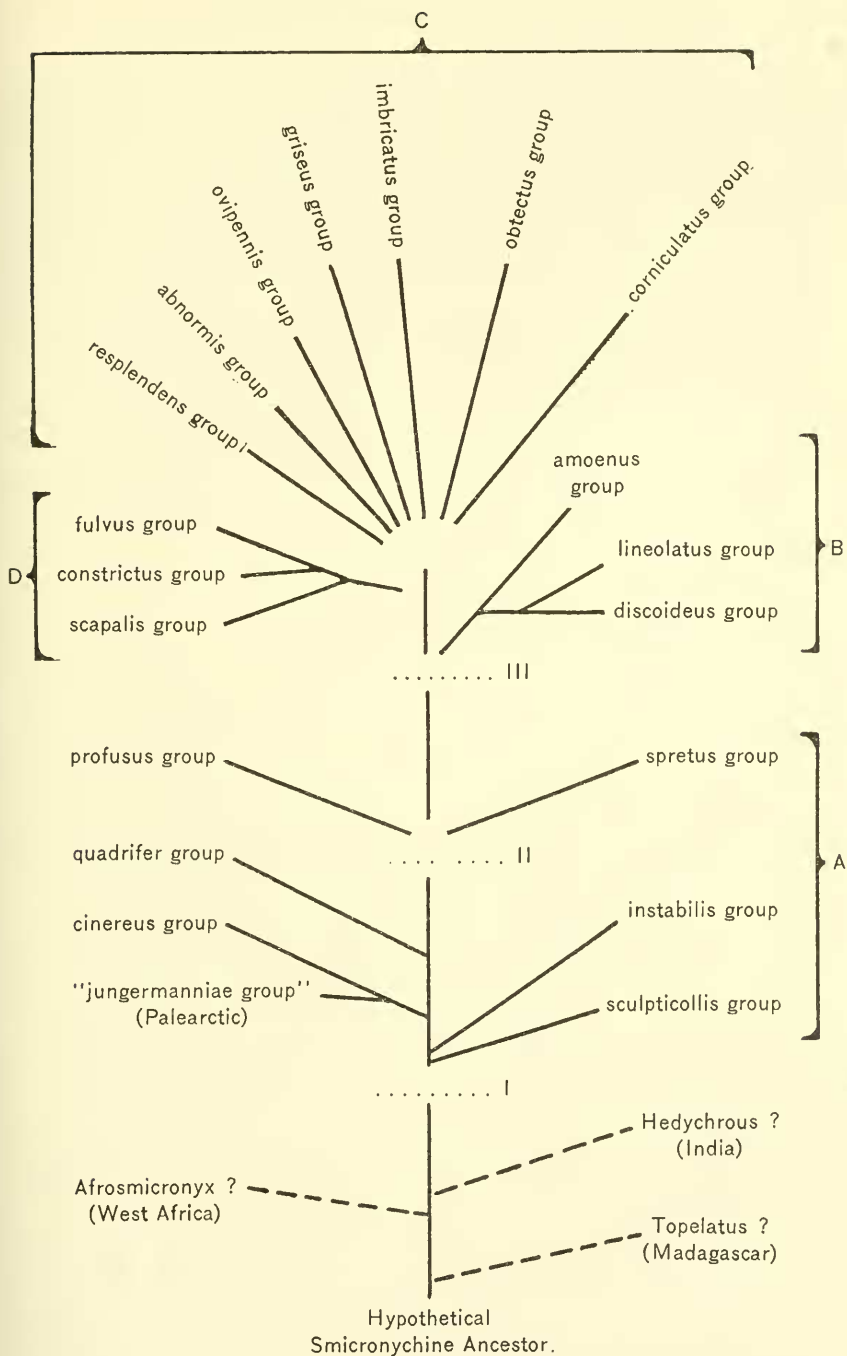 C
imbricatus group
griseus group
obtectus group
ovipennis group
corniculatus group
abnormis group
resplendens group
amoenus
group
fulvus group
lineolatus group
D
constrictus group
B
scapalis group
discoideus group
......... III
profusus group
spretus group
quadrifer group
.... .... II
A
cinereus group
instabilis group
"jungermanniae group"
(Palearctic)
sculpticollis group
.......... I
Hedychrous ?
(India)
Afrosmicronyx ?
(West Africa)
Topelatus ?
(Madagascar)
Hypothetical
Smicronychine Ancestor.